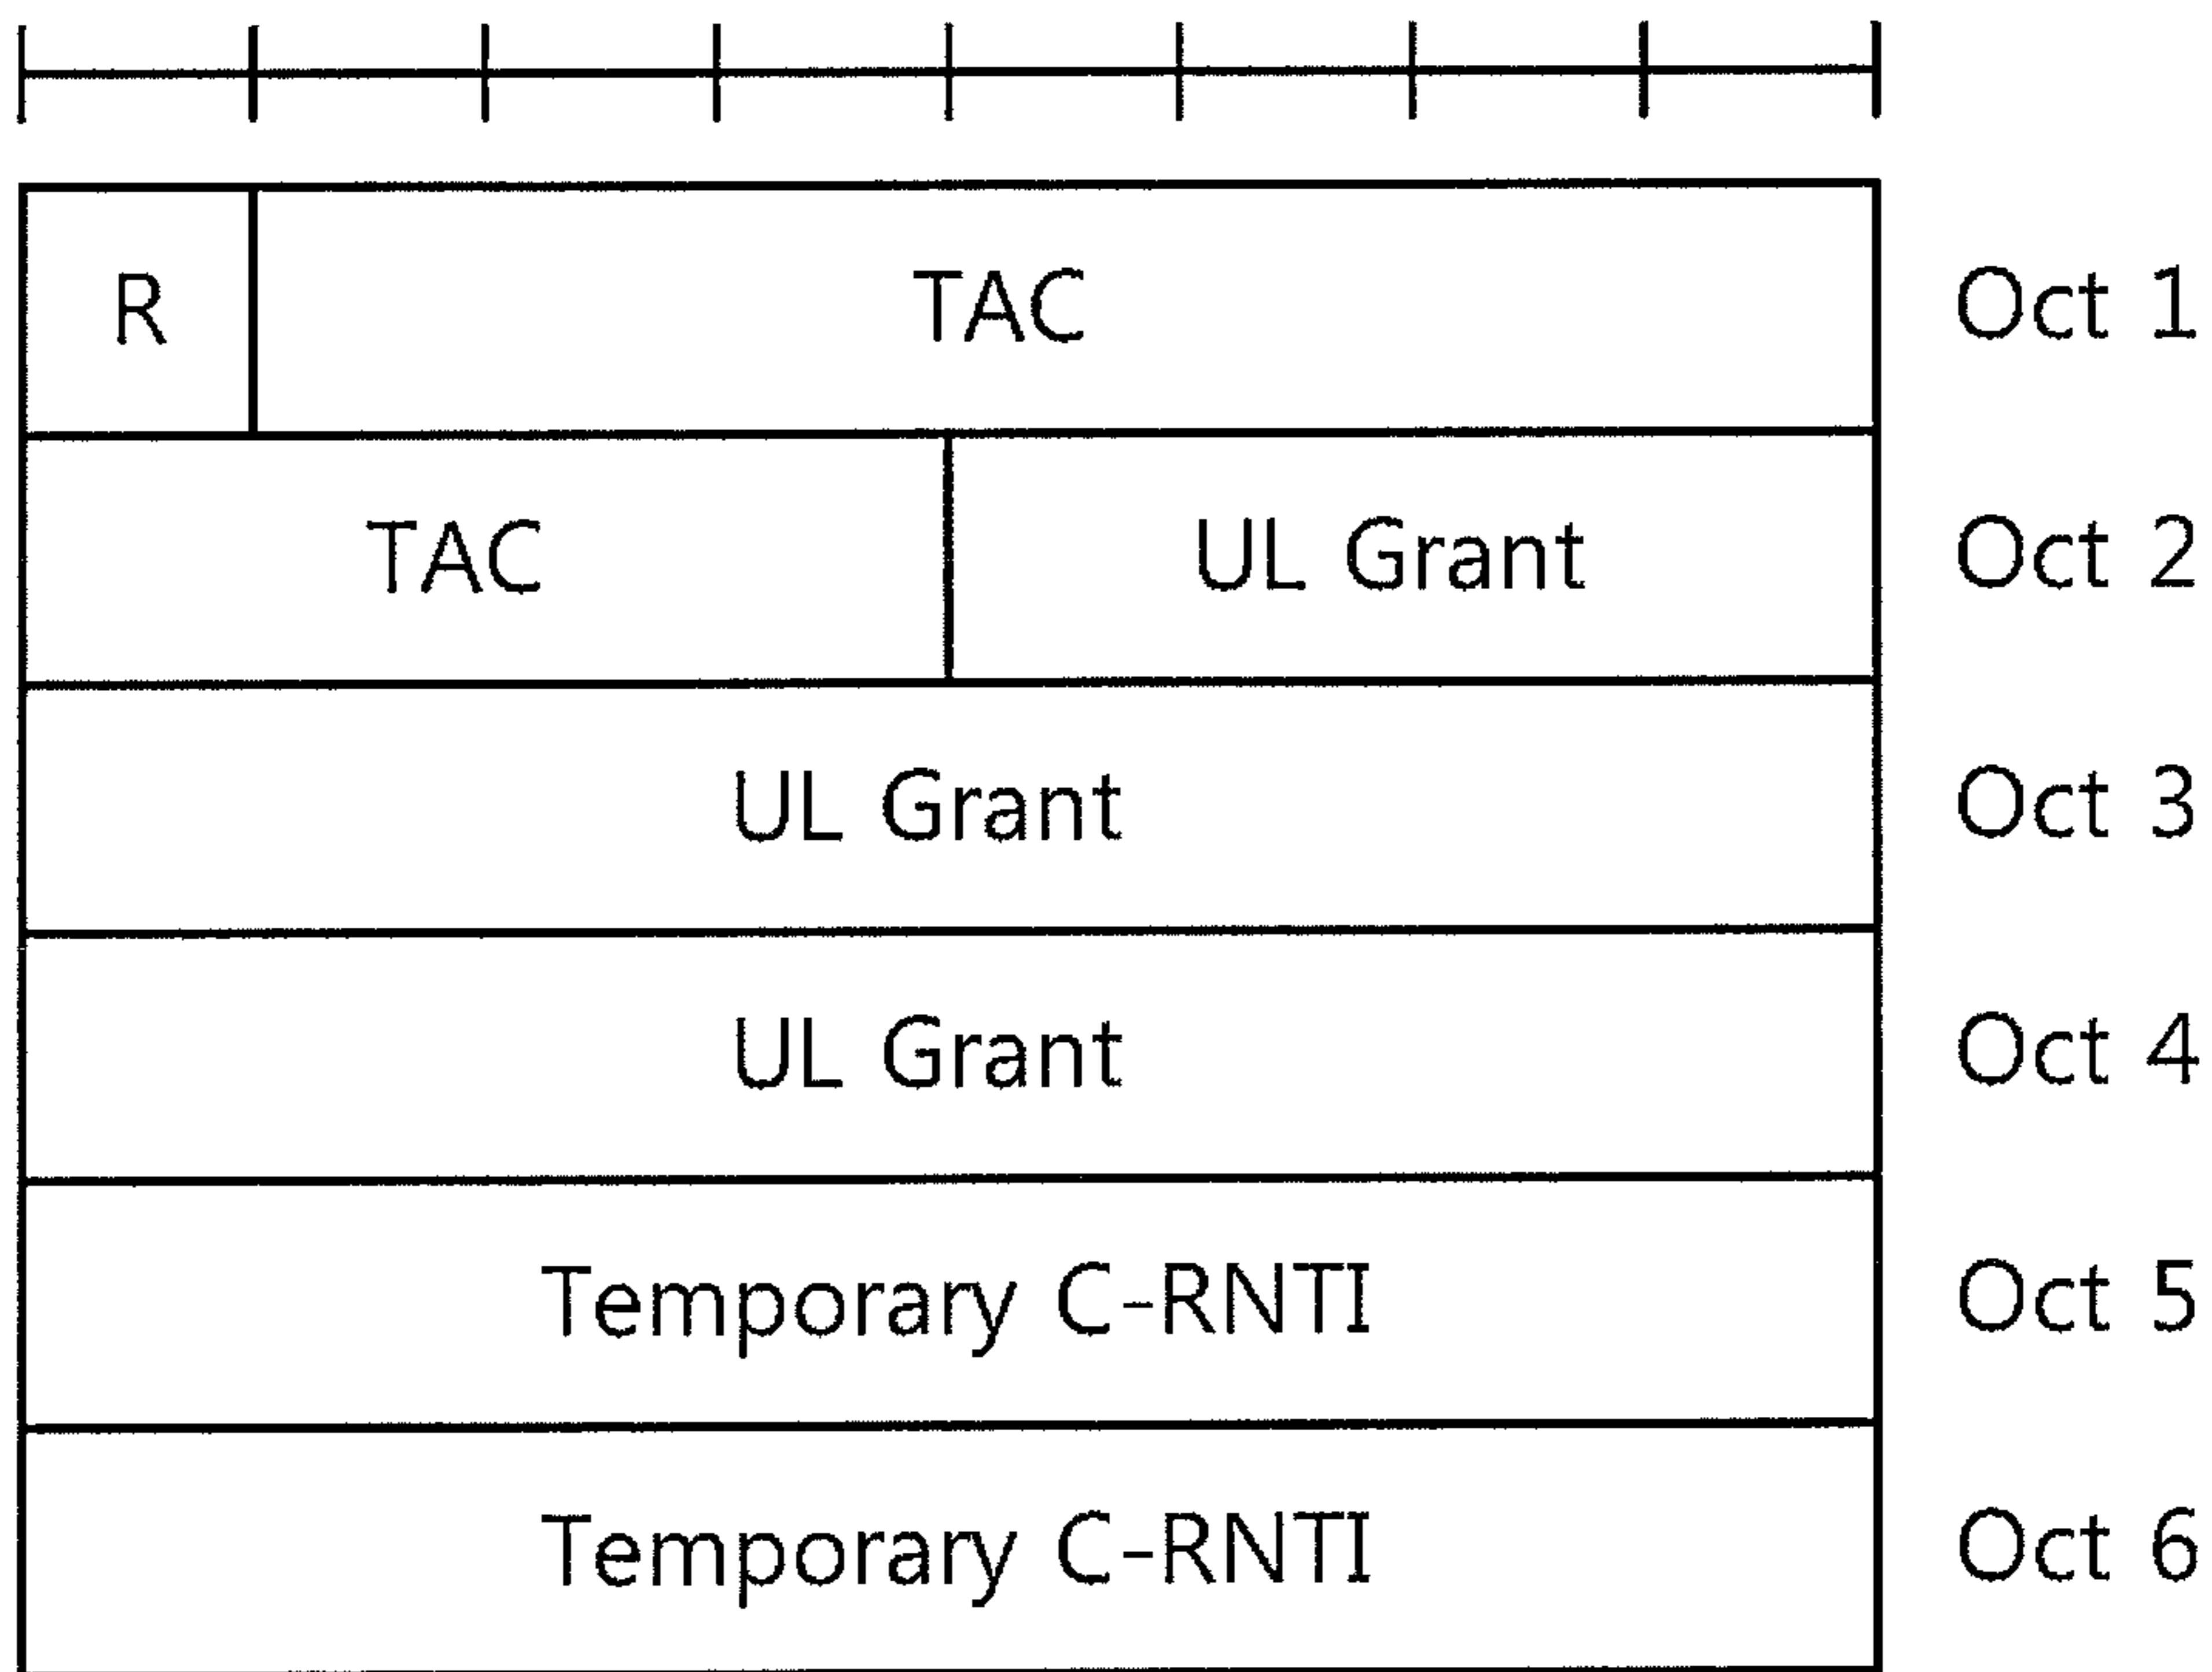 R TAC Oct 1
TAC UL Grant Oct 2
UL Grant Oct 3
UL Grant Oct 4
Temporary C-RNTI Oct 5
Temporary C-RNTI Oct 6